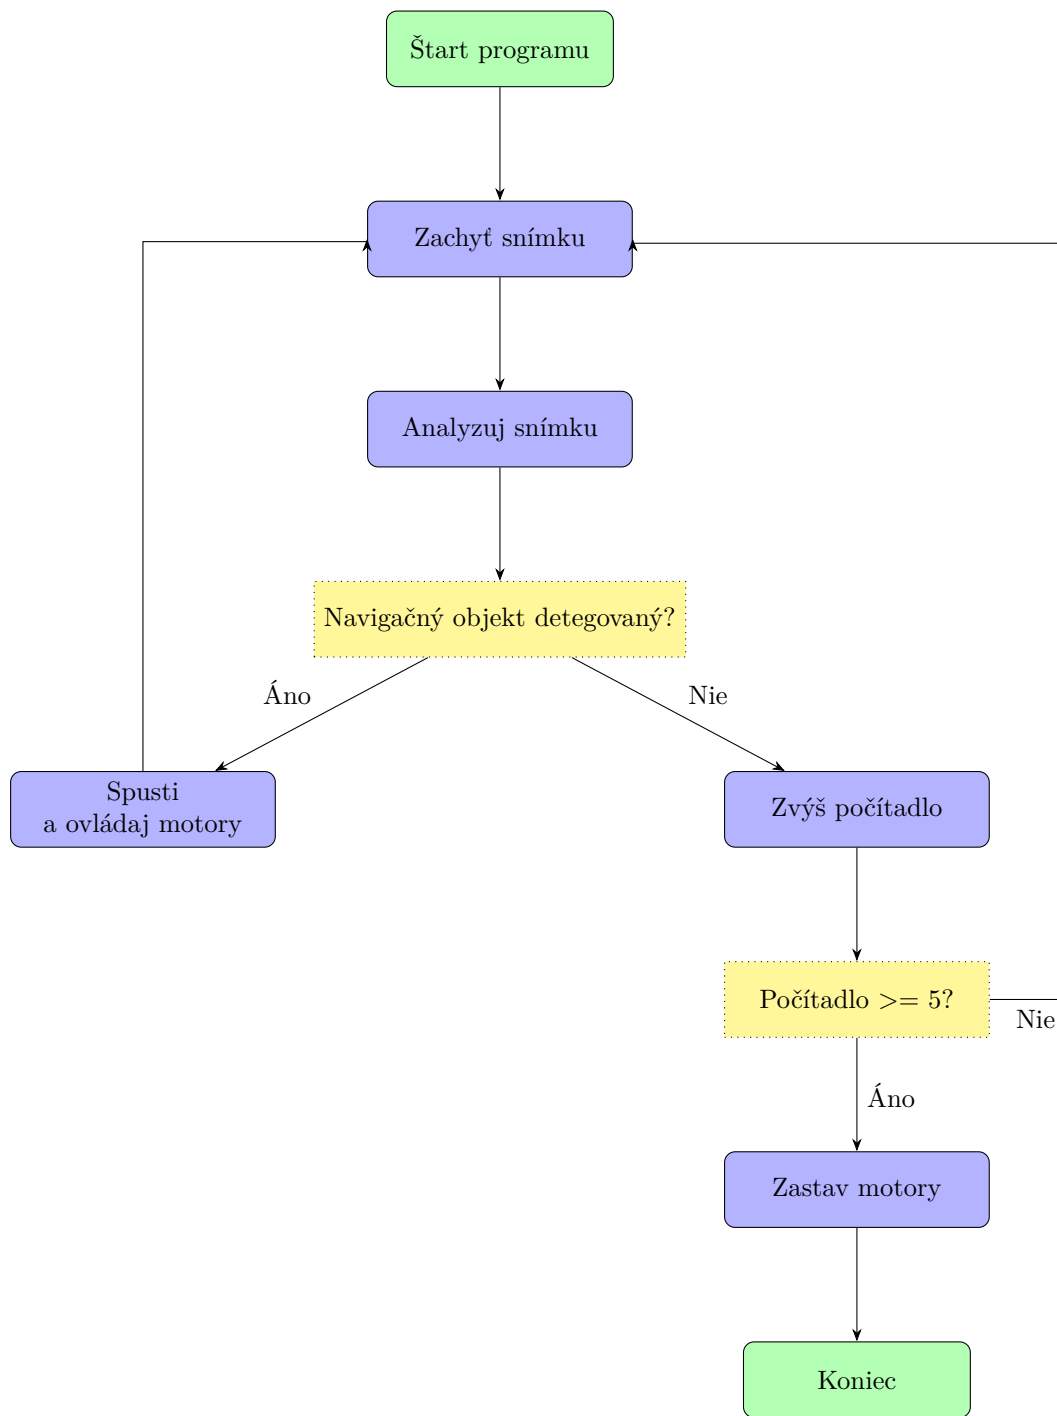 Štart programu
Zachyť snímku
Analyzuj snímku
Navigačný objekt detegovaný?
Áno
Nie
Spusti
a ovládaj motory
Zvýš počítadlo
Počítadlo >= 5?
Nie
Áno
Zastav motory
Koniec